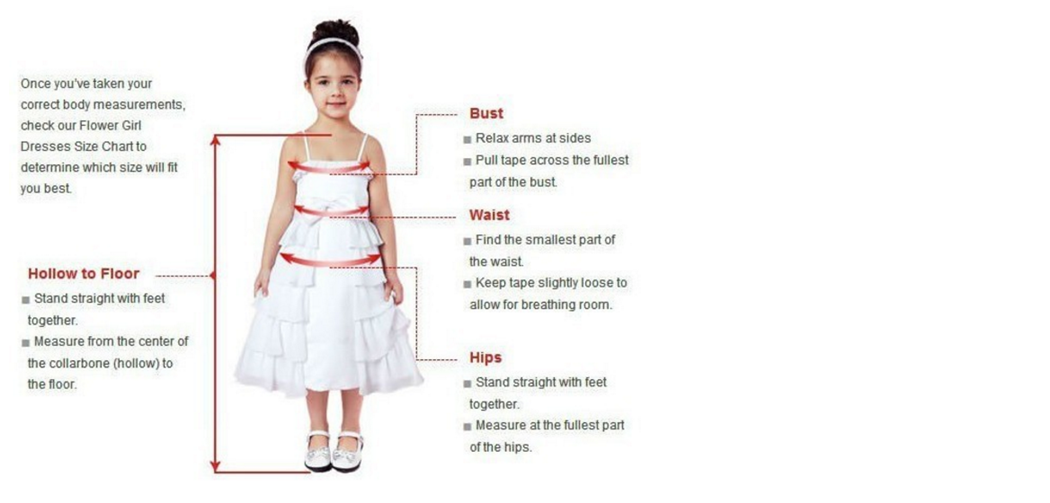 Once you've taken your
correct body measurements,
check our Flower Girl
Dresses Size Chart to
determine which size will fit
you best.
Hollow to Floor
Stand straight with feet
together.
Measure from the center of
the collarbone (hollow) to
the floor.
Bust
Relax arms at sides
Pull tape across the fullest
part of the bust.
Waist
Find the smallest part of
the waist.
Keep tape slightly loose to
allow for breathing room.
Hips
Stand straight with feet
together.
Measure at the fullest part
of the hips.